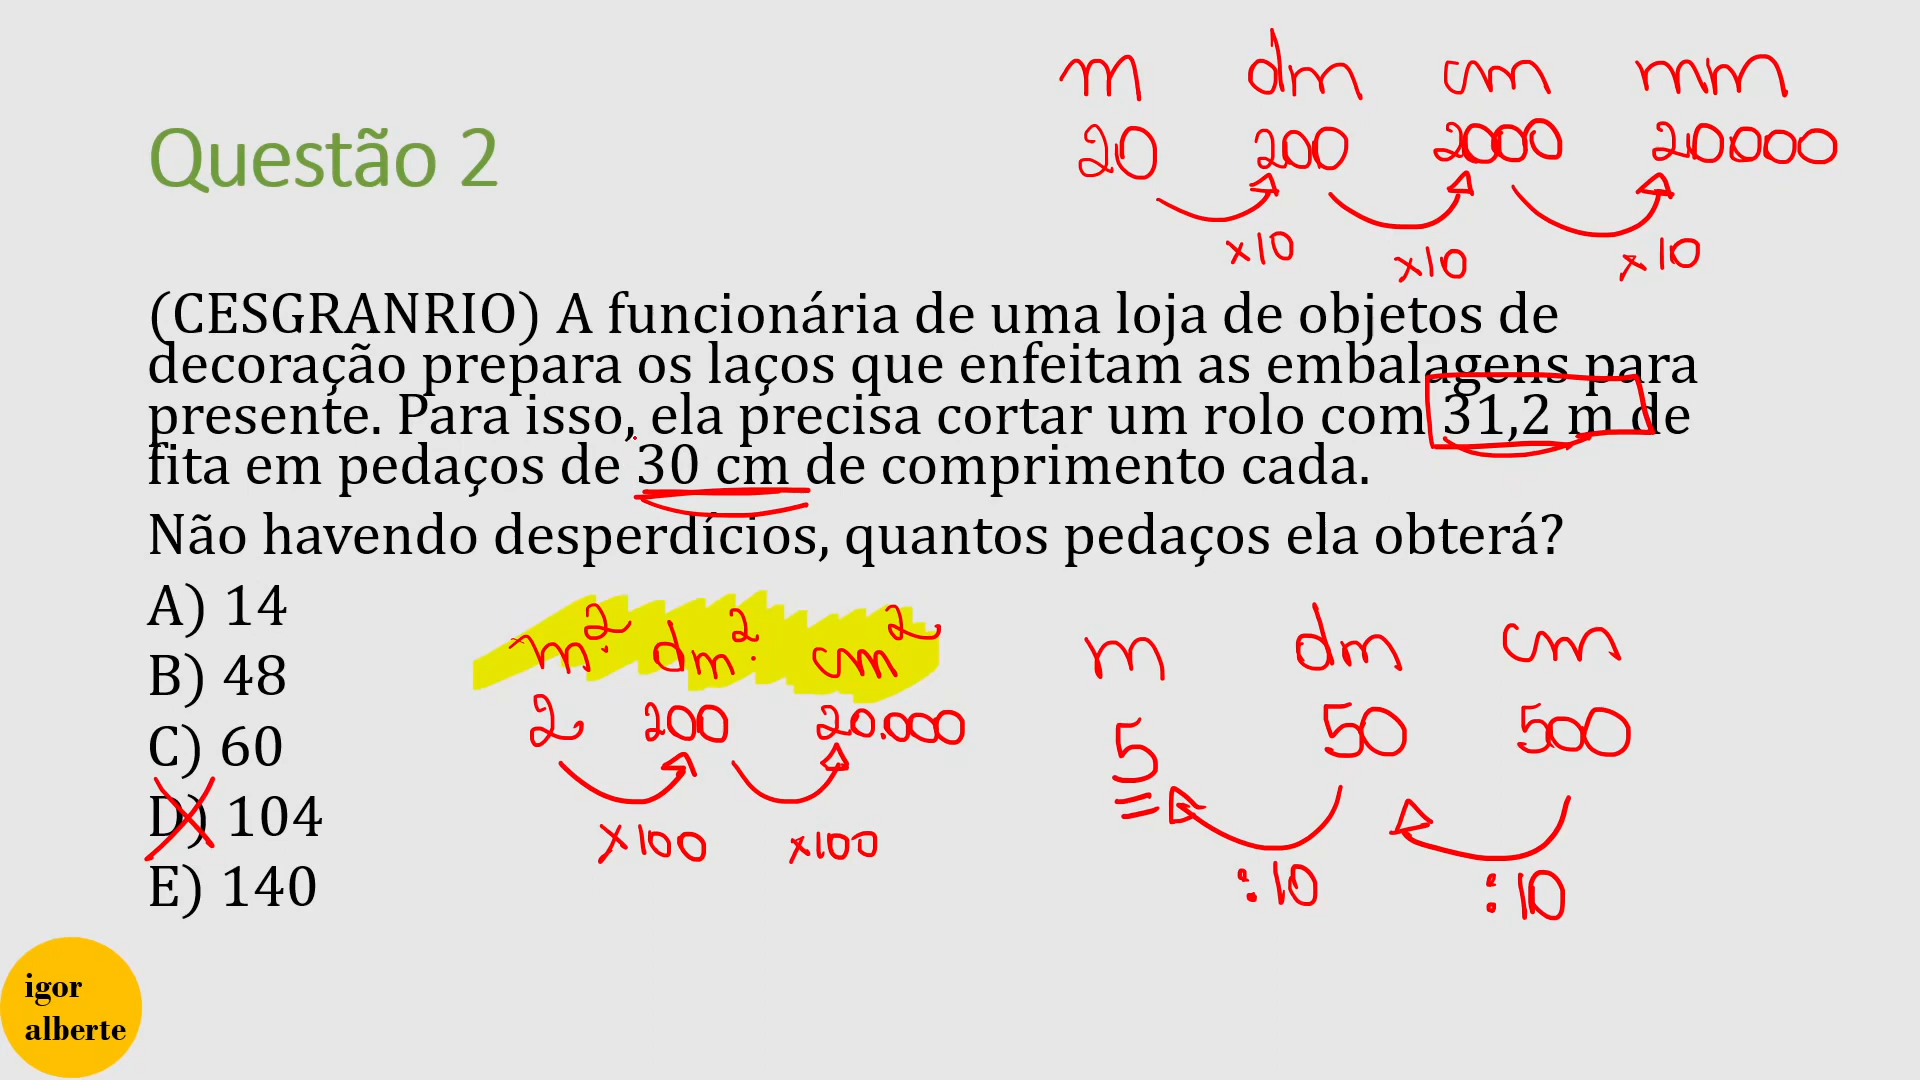 m dm cm mm
20 200 2000 20000
x10 x10 x10
Questão 2
(CESGRANRIO) A funcionária de uma loja de objetos de
decoração prepara os laços que enfeitam as embalagens para
presente. Para isso, ela precisa cortar um rolo com 31,2 m de
fita em pedaços de 30 cm de comprimento cada.
Não havendo desperdícios, quantos pedaços ela obterá?
A) 14
B) 48
C) 60
D) 104
E) 140
m² dm² cm²
2 200 20.000
x100 x100
m dm cm
5 50 500
:10 :10
igor
alberte